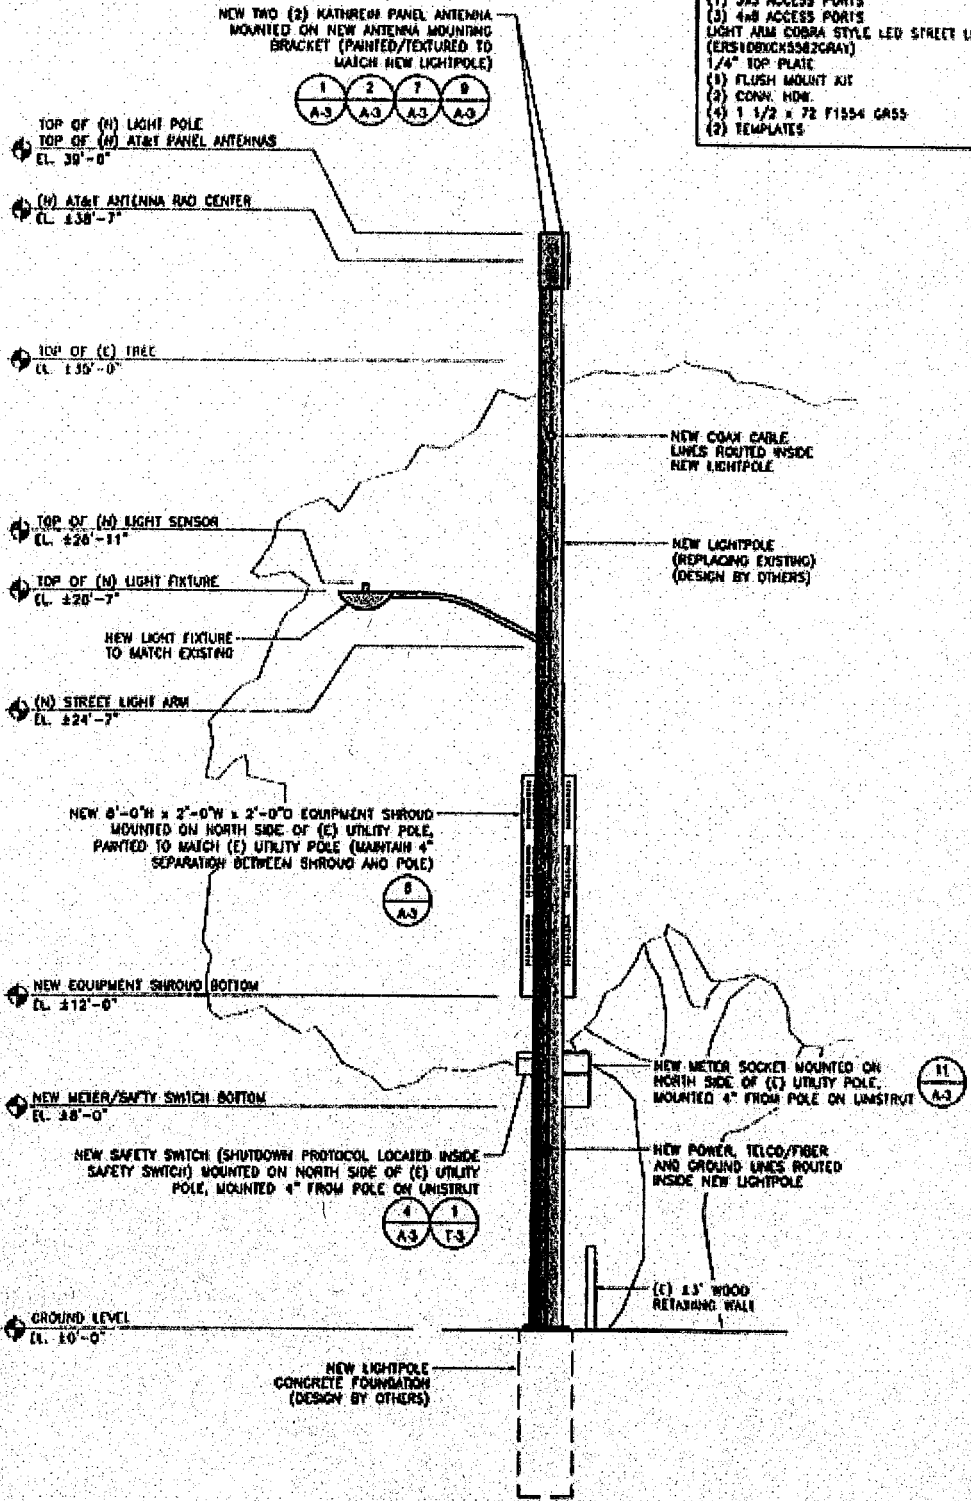 NEW TWO (2) KATHREIN PANEL ANTENNA
MOUNTED ON NEW ANTENNA MOUNTING
BRACKET (PAINTED/TEXTURED TO
MATCH NEW LIGHTPOLE)
1
A-3
2
A-3
7
A-3
9
A-3
(3) 4x8 ACCESS PORTS
LIGHT ARM COBRA STYLE LED STREET
1/4" TOP PLATE
(1) FLUSH MOUNT KIT
(2) CONN. HDW.
(4) 1 1/2 x 72 F1554 GR55
(2) TEMPLATES
TOP OF (N) LIGHT POLE
TOP OF (N) AT&T PANEL ANTENNAS
EL. 39'-0"
(N) AT&T ANTENNA RAD CENTER
EL. ±38'-7"
TOP OF (E) TREE
EL. ±35'-0"
NEW COAX CABLE
LINES ROUTED INSIDE
NEW LIGHTPOLE
TOP OF (N) LIGHT SENSOR
EL. ±26'-11"
NEW LIGHTPOLE
(REPLACING EXISTING)
(DESIGN BY OTHERS)
TOP OF (N) LIGHT FIXTURE
EL.
NEW LIGHT FIXTURE
TO MATCH EXISTING
(N) STREET LIGHT ARM
EL. ±24'-7"
NEW 8'-0"H x 2'-0"W x 2'-0"D EQUIPMENT SHROUD
MOUNTED ON NORTH SIDE OF (E) UTILITY POLE,
PAINTED TO MATCH (E) UTILITY POLE (MAINTAIN 4"
SEPARATION BETWEEN SHROUD AND POLE)
A-3
NEW EQUIPMENT SHROUD BOTTOM
EL. ±12'-0"
NEW METER SOCKET MOUNTED ON
NORTH SIDE OF (E) UTILITY POLE,
MOUNTED 4" FROM POLE ON UNISTRUT
11
A-3
NEW METER/SAFTY SWITCH BOTTOM
EL. ±8'-0"
NEW SAFETY SWITCH (SHUTDOWN PROTOCOL LOCATED INSIDE
SAFETY SWITCH) MOUNTED ON NORTH SIDE OF (E) UTILITY
POLE, MOUNTED 4" FROM POLE ON UNISTRUT
4
A-3
1
T-3
NEW POWER, TELCO/FIBER
AND GROUND LINES ROUTED
INSIDE NEW LIGHTPOLE
(E) ±3' WOOD
RETAINING WALL
GROUND LEVEL
EL. ±0'-0"
NEW LIGHTPOLE
CONCRETE FOUNDATION
(DESIGN BY OTHERS)